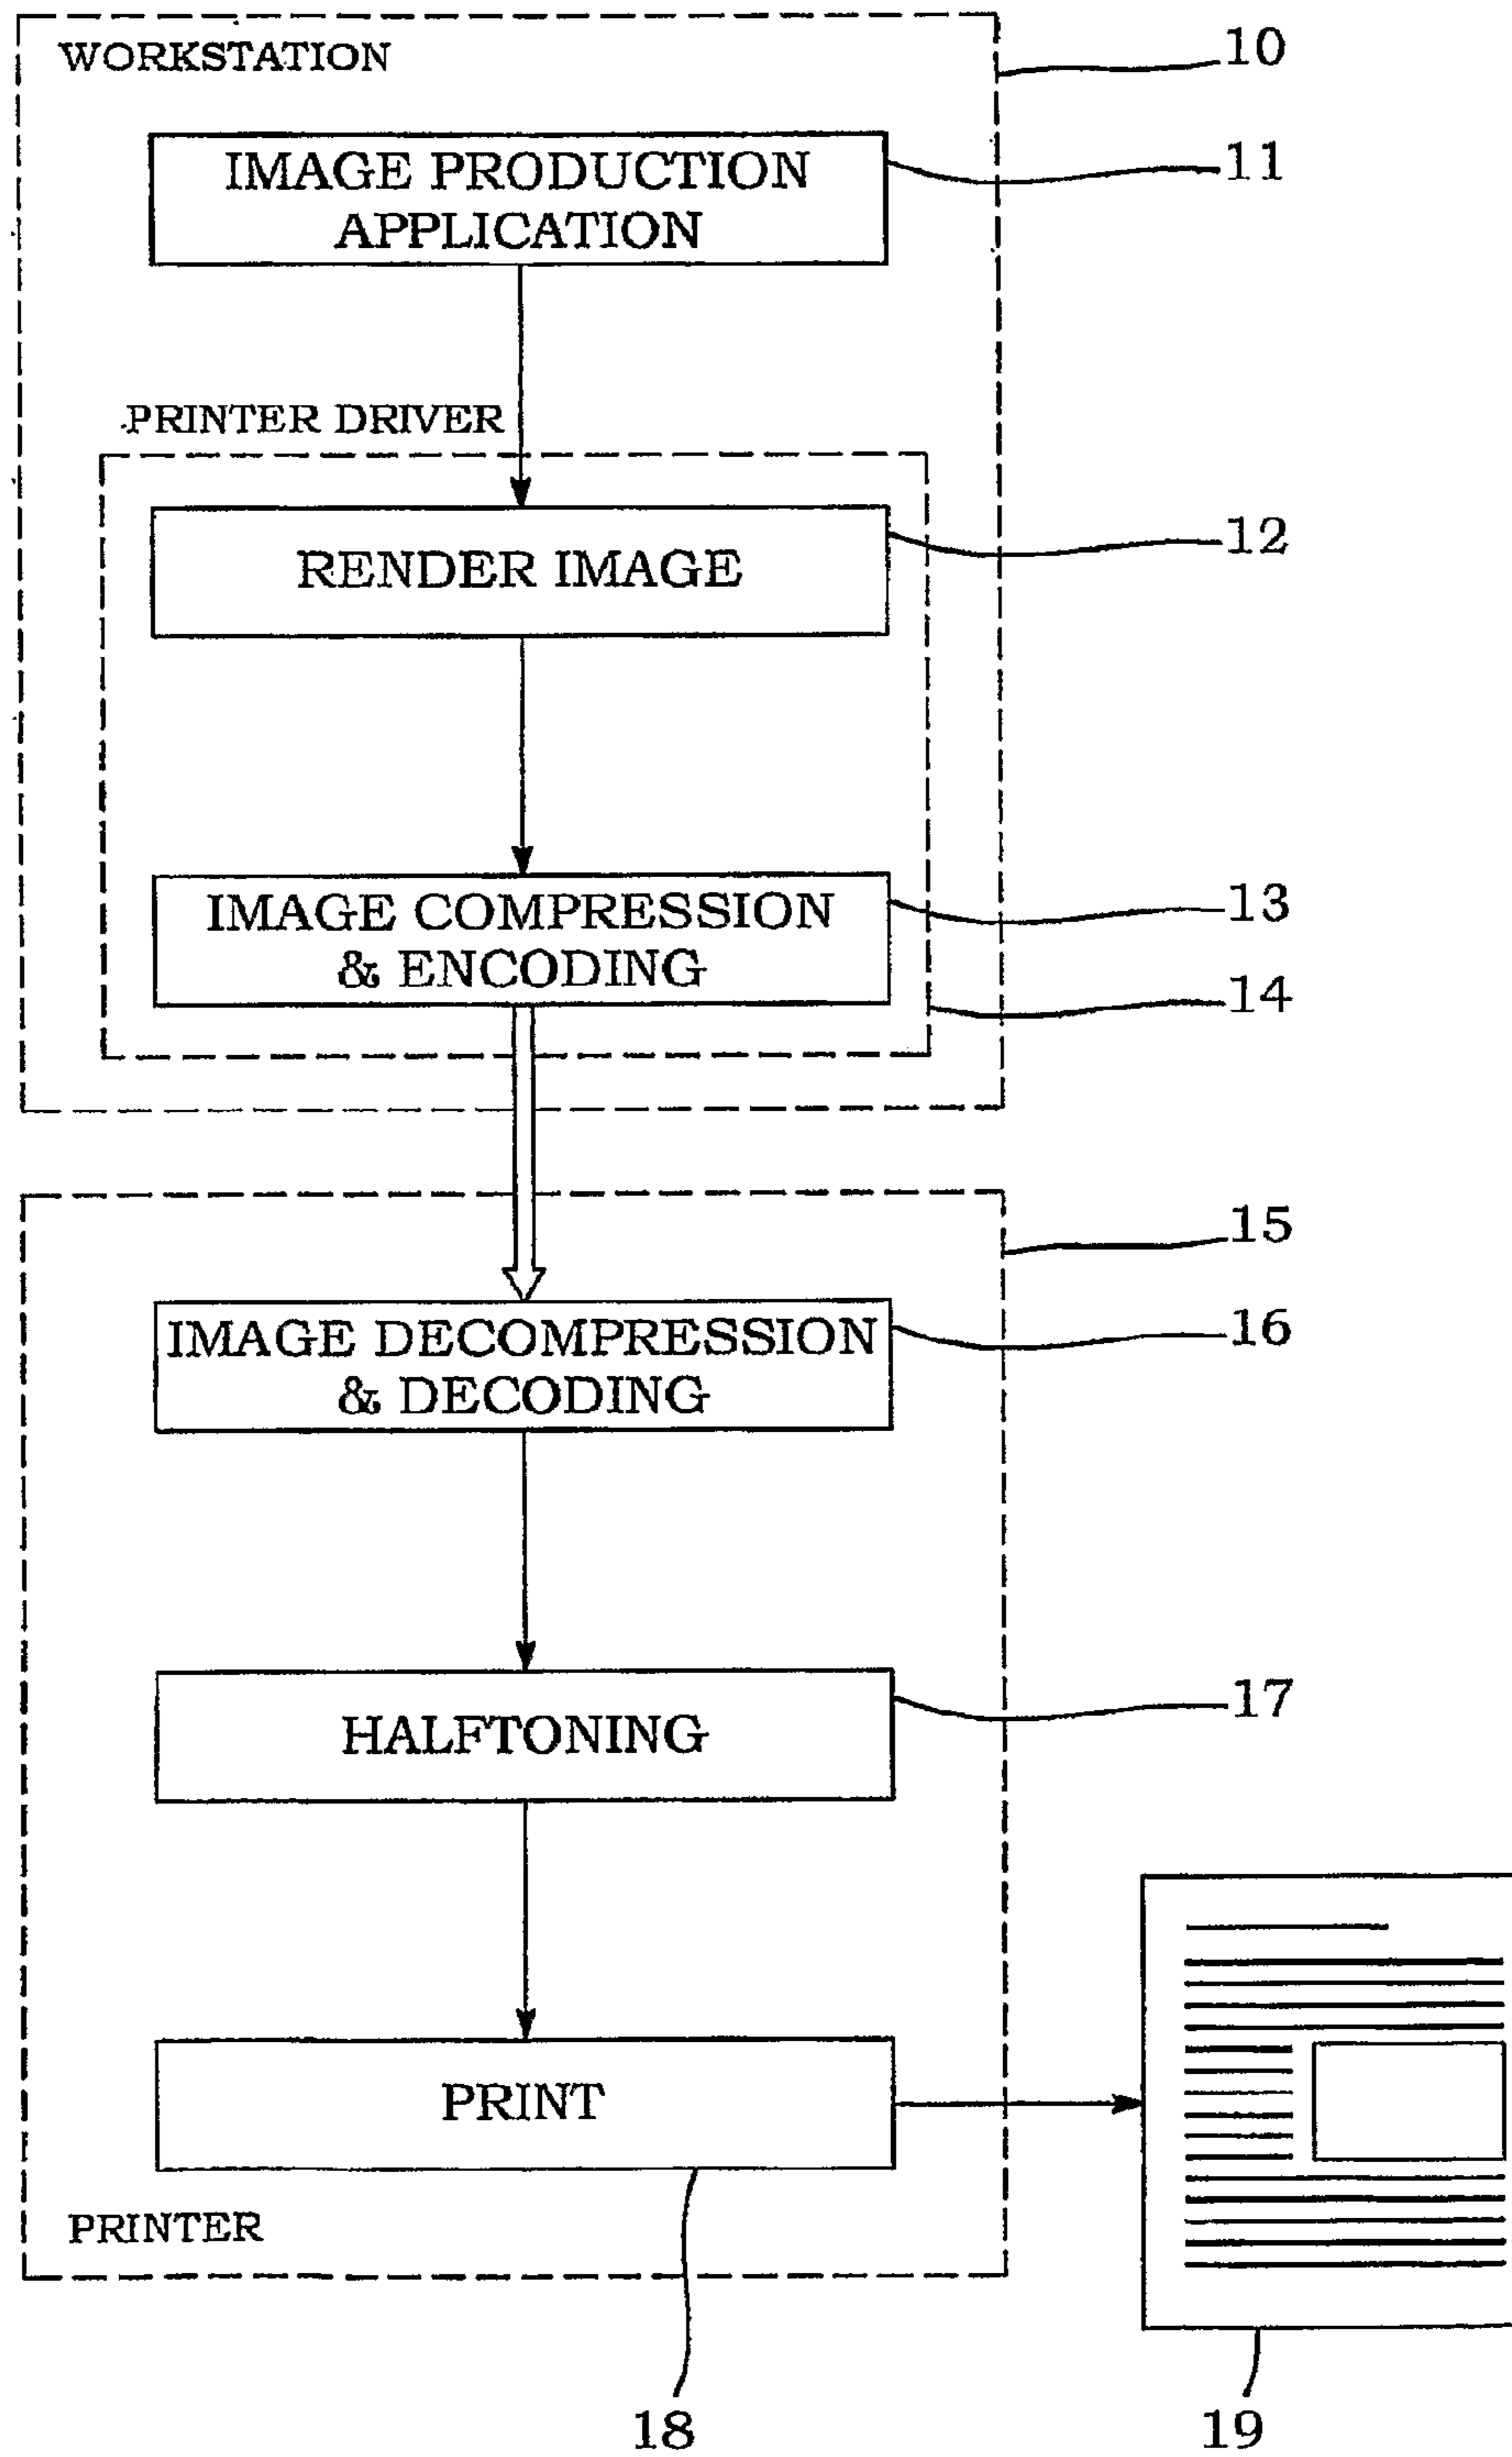 WORKSTATION
10
IMAGE PRODUCTION
APPLICATION
11
PRINTER DRIVER
RENDER IMAGE
12
IMAGE COMPRESSION
& ENCODING
13
14
15
IMAGE DECOMPRESSION
& DECODING
16
HALFTONING
17
PRINT
PRINTER
18
19